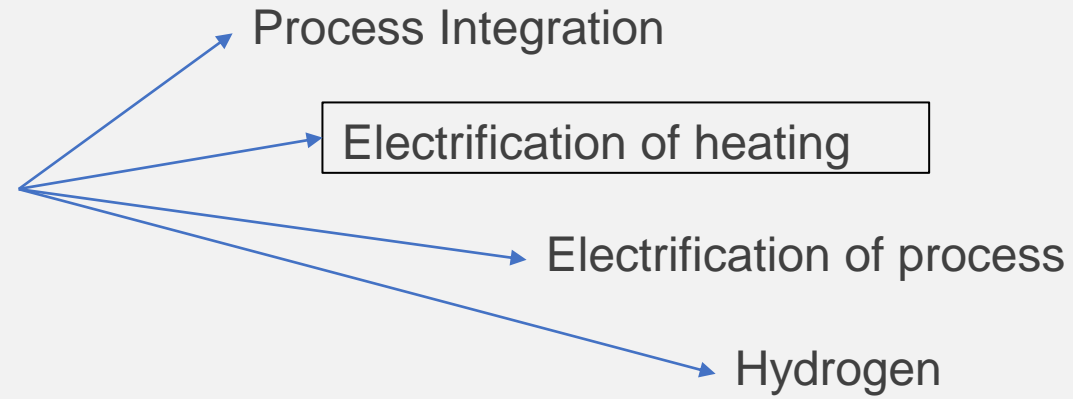 Process Integration
Electrification of heating
Electrification of process
Hydrogen